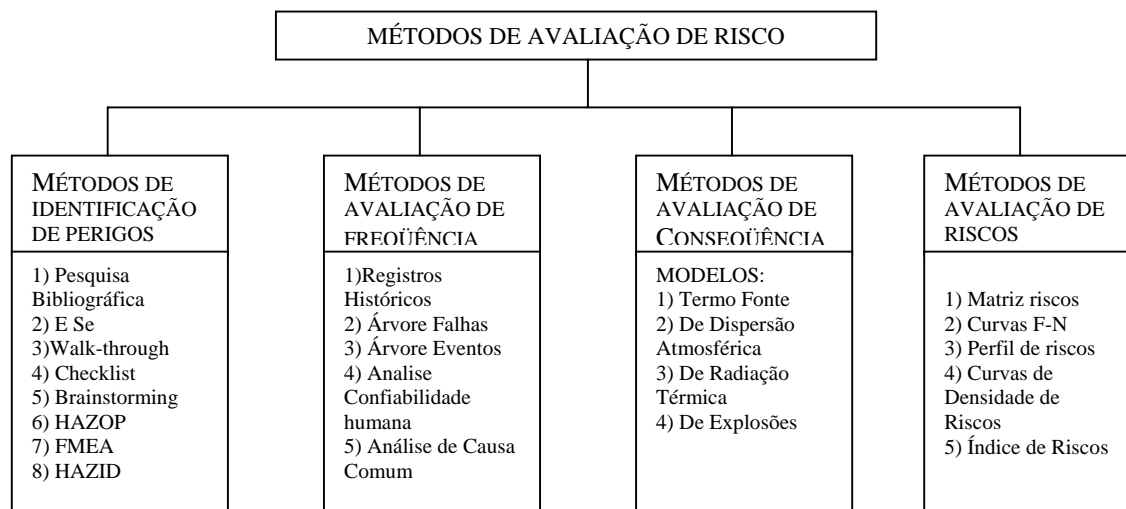 MÉTODOS DE AVALIAÇÃO DE RISCO
MÉTODOS DE
IDENTIFICAÇÃO
DE PERIGOS
1) Pesquisa
Bibliográfica
2) E Se
3)Walk-through
4) Checklist
5) Brainstorming
6) HAZOP
7) FMEA
8) HAZID
MÉTODOS DE
AVALIAÇÃO DE
FREQÜÊNCIA
1)Registros
Históricos
2) Árvore Falhas
3) Árvore Eventos
4) Analise
Confiabilidade
humana
5) Análise de Causa
Comum
MÉTODOS DE
AVALIAÇÃO DE
CONSEQÜÊNCIA
MODELOS:
1) Termo Fonte
2) De Dispersão
Atmosférica
3) De Radiação
Térmica
4) De Explosões
MÉTODOS DE
AVALIAÇÃO DE
RISCOS
1) Matriz riscos
2) Curvas F-N
3) Perfil de riscos
4) Curvas de
Densidade de
Riscos
5) Índice de Riscos